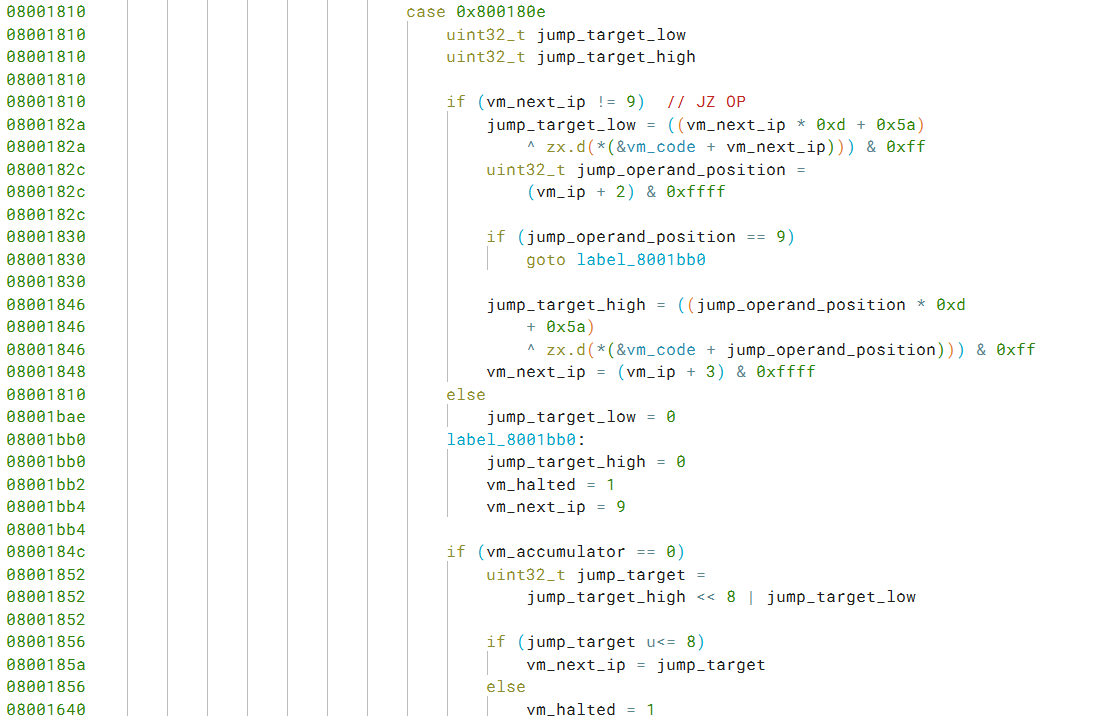 08001810 case 0x800180e
08001810 uint32_t jump_target_low
08001810 uint32_t jump_target_high
08001810
08001810 if (vm_next_ip != 9)  // JZ OP
0800182a jump_target_low = ((vm_next_ip * 0xd + 0x5a)
0800182a ^ zx.d(*(&vm_code + vm_next_ip))) & 0xff
0800182c uint32_t jump_operand_position =
0800182c (vm_ip + 2) & 0xffff
0800182c
08001830 if (jump_operand_position == 9)
08001830 goto label_8001bb0
08001830
08001846 jump_target_high = ((jump_operand_position * 0xd
08001846 + 0x5a)
08001846 ^ zx.d(*(&vm_code + jump_operand_position))) & 0xff
08001848 vm_next_ip = (vm_ip + 3) & 0xffff
08001810 else
08001bae jump_target_low = 0
08001bb0 label_8001bb0:
08001bb0 jump_target_high = 0
08001bb2 vm_halted = 1
08001bb4 vm_next_ip = 9
08001bb4
0800184c if (vm_accumulator == 0)
08001852 uint32_t jump_target =
08001852 jump_target_high << 8 | jump_target_low
08001852
08001856 if (jump_target u<= 8)
0800185a vm_next_ip = jump_target
08001856 else
08001640 vm_halted = 1